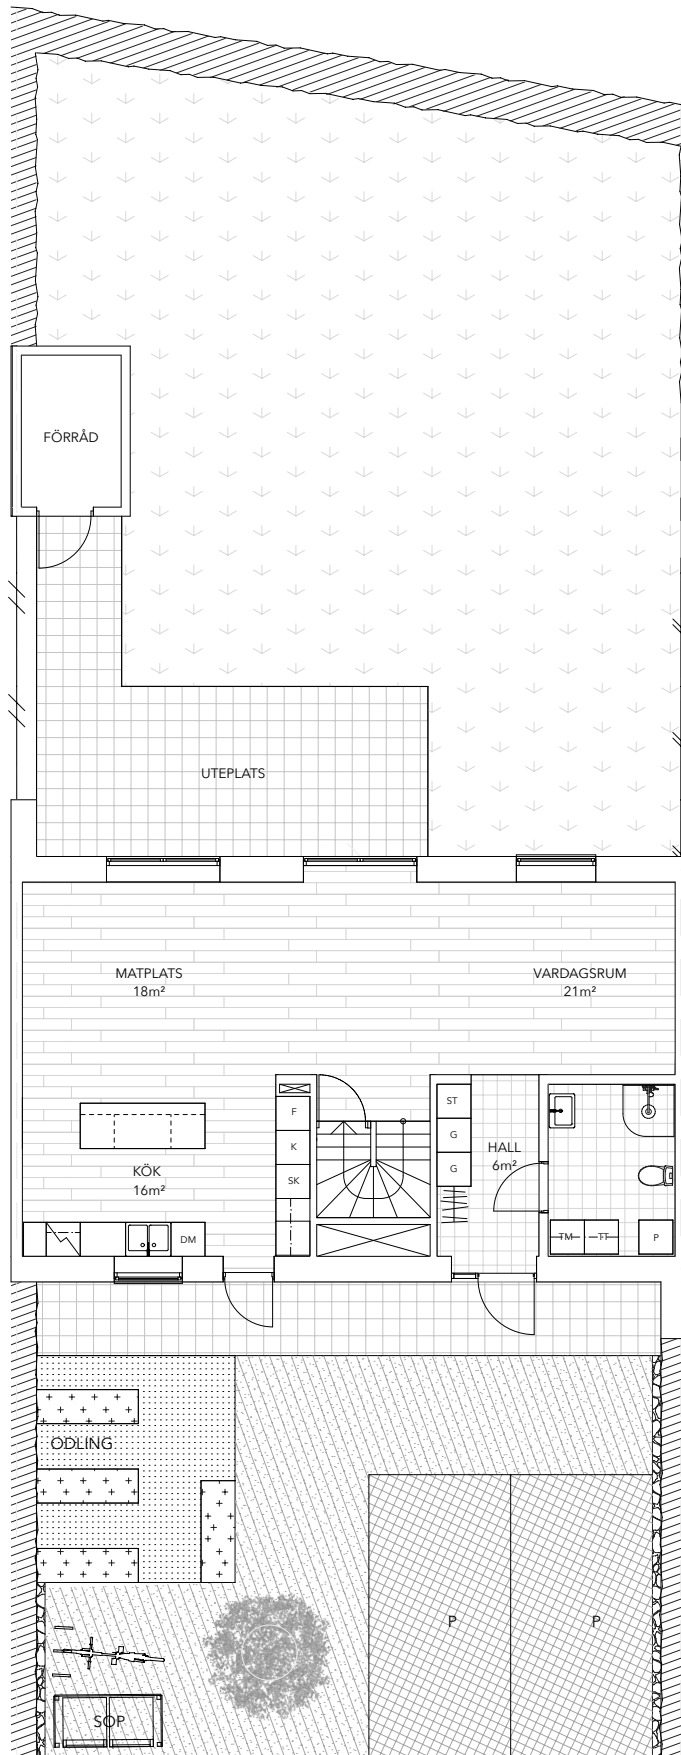 FÖRRÅD
UTEPLATS
MATPLATS
18m²
VARDAGSRUM
21m²
F
K
SK
ST
G
G
HALL
6m²
KÖK
16m²
DM
TM
TT
P
ODLING
P
P
SOP